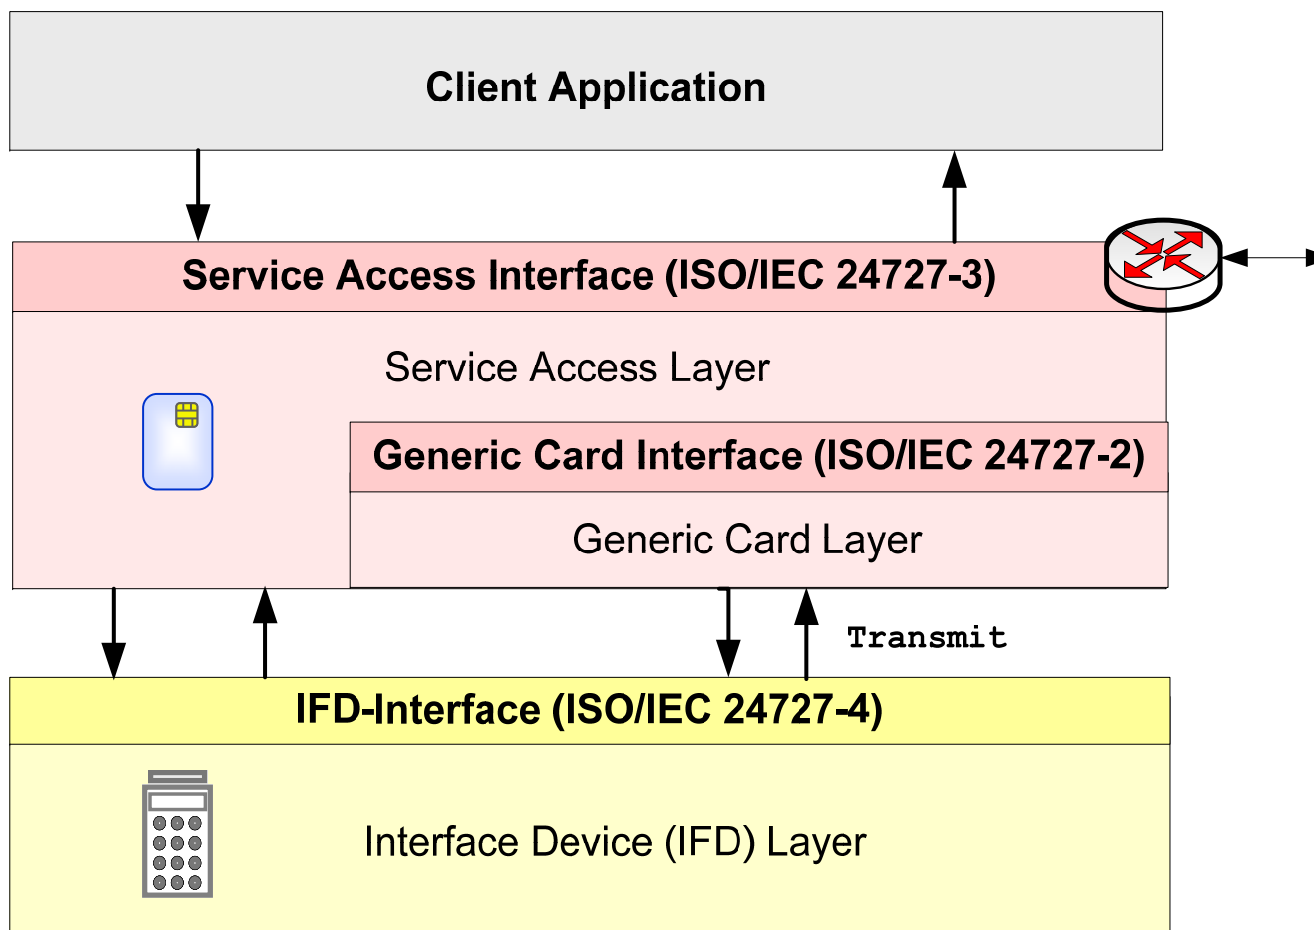 Client Application
Service Access Interface (ISO/IEC 24727-3)
Service Access Layer
Generic Card Interface (ISO/IEC 24727-2)
Generic Card Layer
Transmit
IFD-Interface (ISO/IEC 24727-4)
Interface Device (IFD) Layer